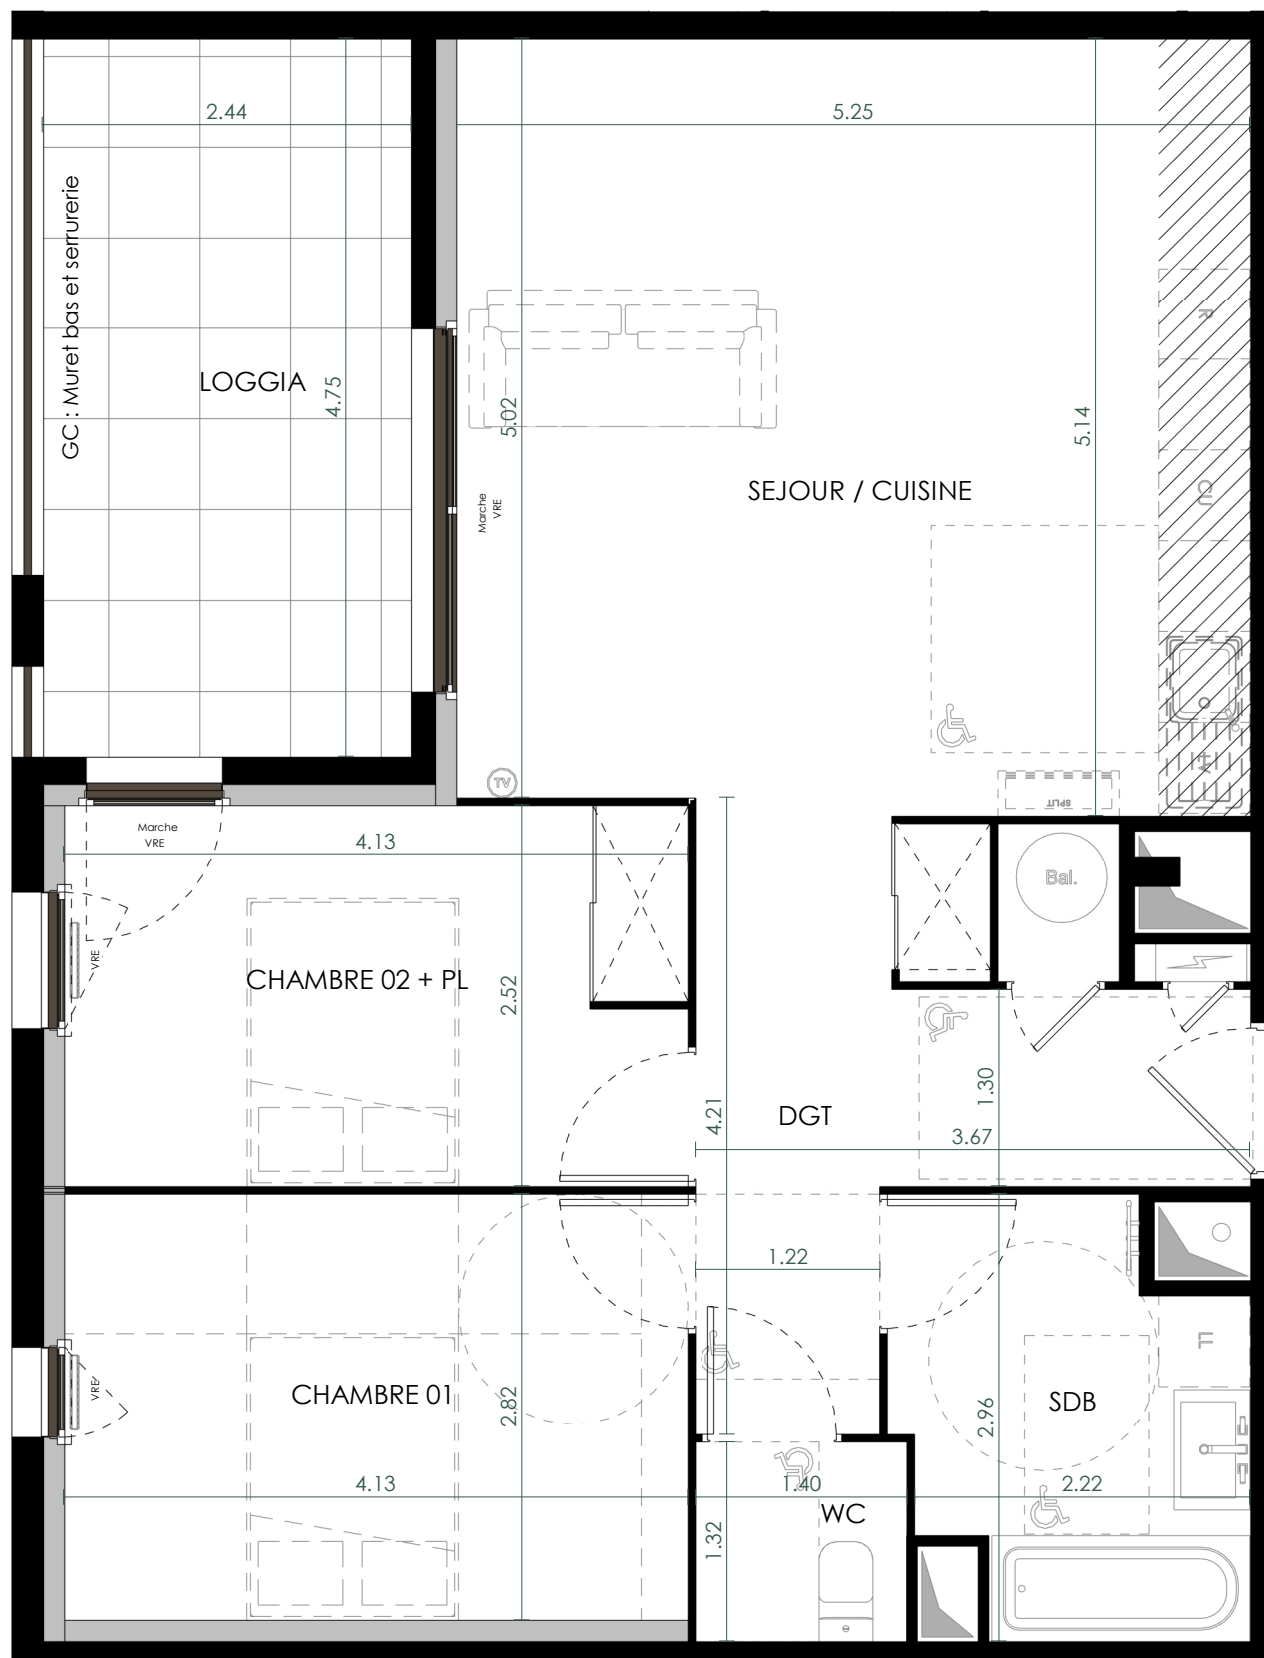 2.44
5.25
GC : Muret bas et serrurerie
R
LOGGIA
4.75
5.02
5.14
SEJOUR / CUISINE
CU
Marche
VRE
TV
SPLIT
Marche
VRE
4.13
Bal.
VRE
CHAMBRE 02 + PL
2.52
1.30
4.21
DGT
3.67
1.22
LF
VRE
CHAMBRE 01
2.82
2.96
SDB
4.13
1.40
2.22
WC
1.32